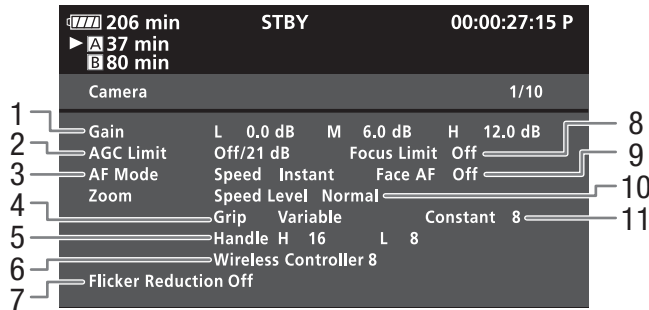 206 min STBY 00:00:27:15 P
A 37 min
B 80 min
Camera 1/10
1 Gain L 0.0 dB M 6.0 dB H 12.0 dB
2 AGC Limit Off/21 dB Focus Limit Off 8
3 AF Mode Speed Instant Face AF Off 9
Zoom Speed Level Normal 10
4 Grip Variable Constant 8 11
5 Handle H 16 L 8
6 Wireless Controller 8
7 Flicker Reduction Off